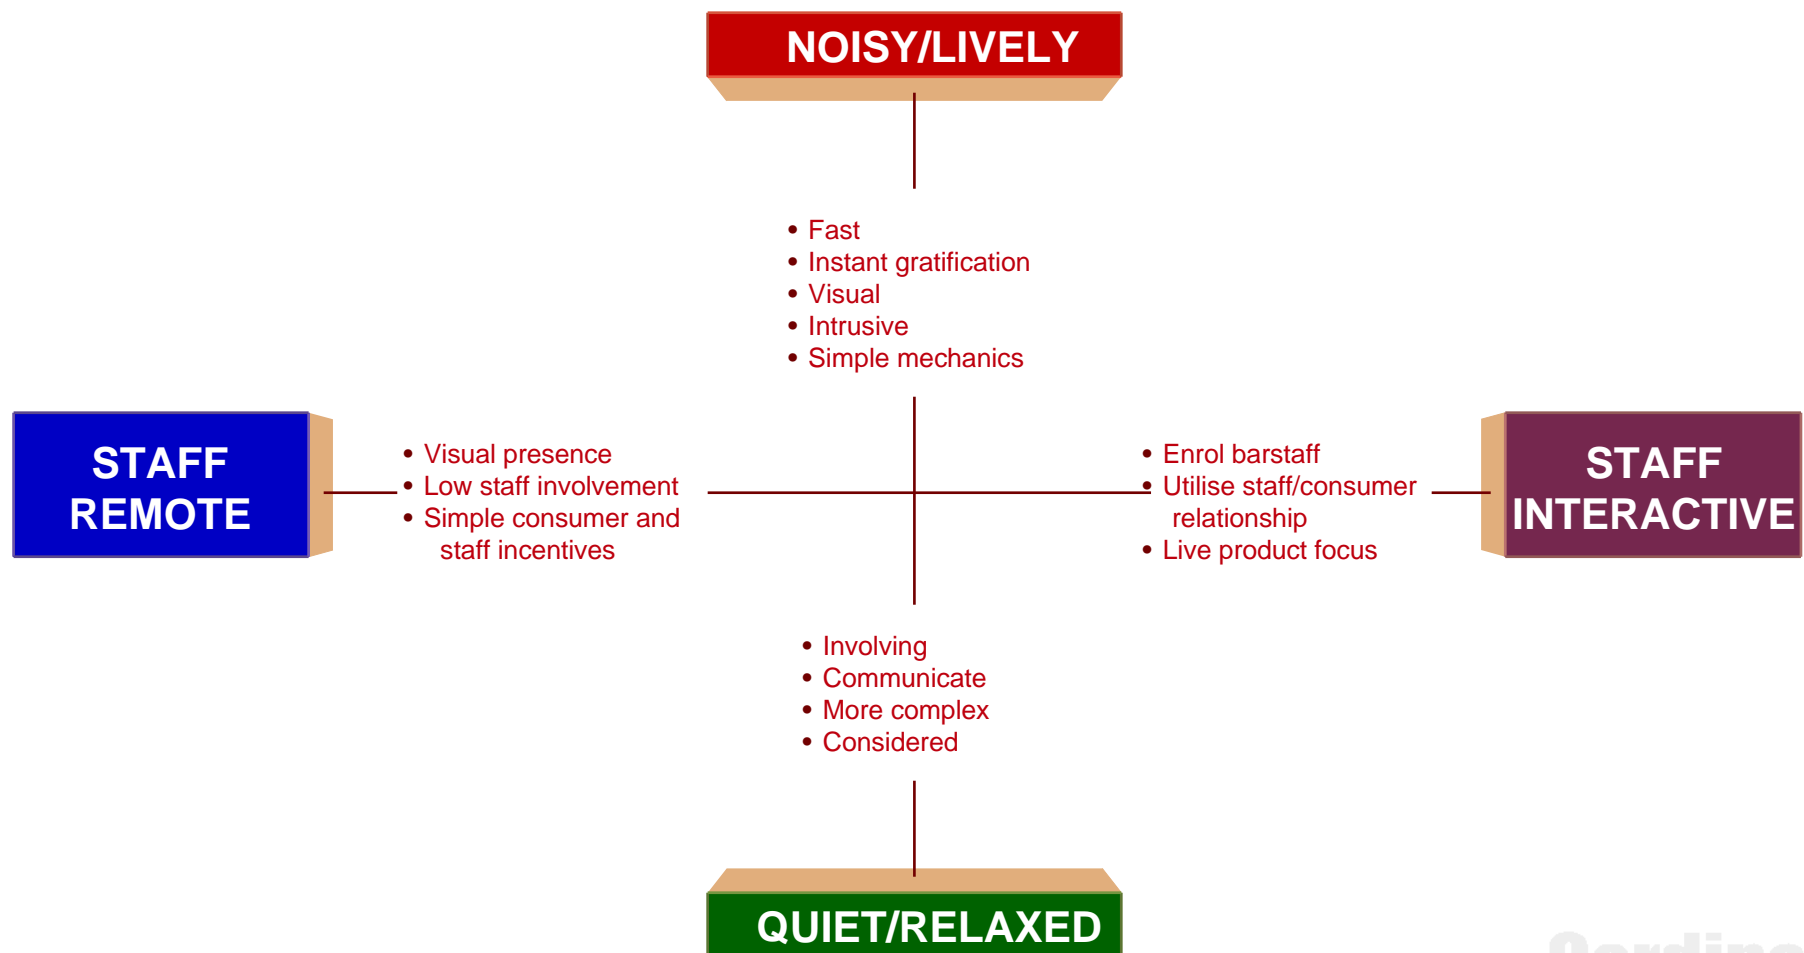 NOISY/LIVELY
• Fast
• Instant gratification
• Visual
• Intrusive
• Simple mechanics
STAFF
REMOTE
• Visual presence
• Low staff involvement
• Simple consumer and
staff incentives
• Enrol barstaff
• Utilise staff/consumer
relationship
• Live product focus
STAFF
INTERACTIVE
• Involving
• Communicate
• More complex
• Considered
QUIET/RELAXED